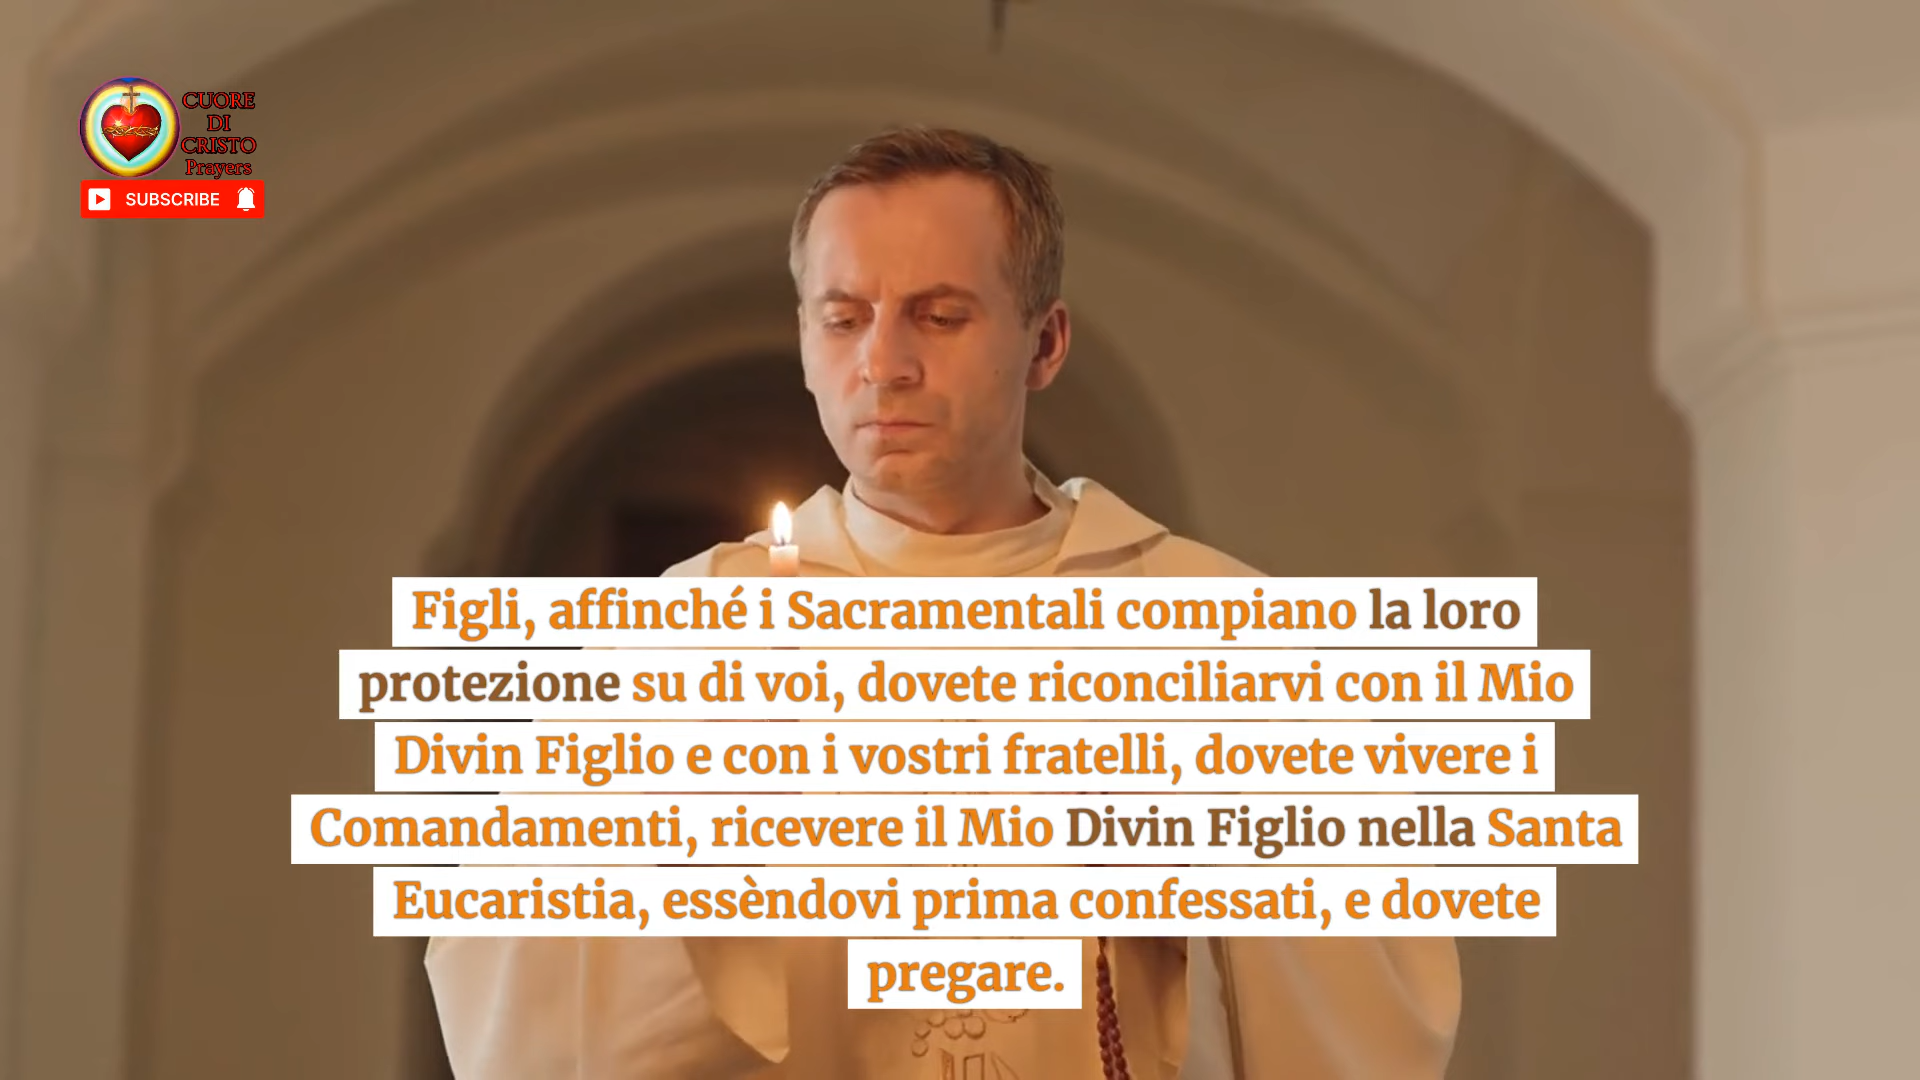 CUORE
DI
CRISTO
Prayers
SUBSCRIBE
Figli, affinché i Sacramentali compiano la loro
protezione su di voi, dovete riconciliarvi con il Mio
Divin Figlio e con i vostri fratelli, dovete vivere i
Comandamenti, ricevere il Mio Divin Figlio nella Santa
Eucaristia, essèndovi prima confessati, e dovete
pregare.